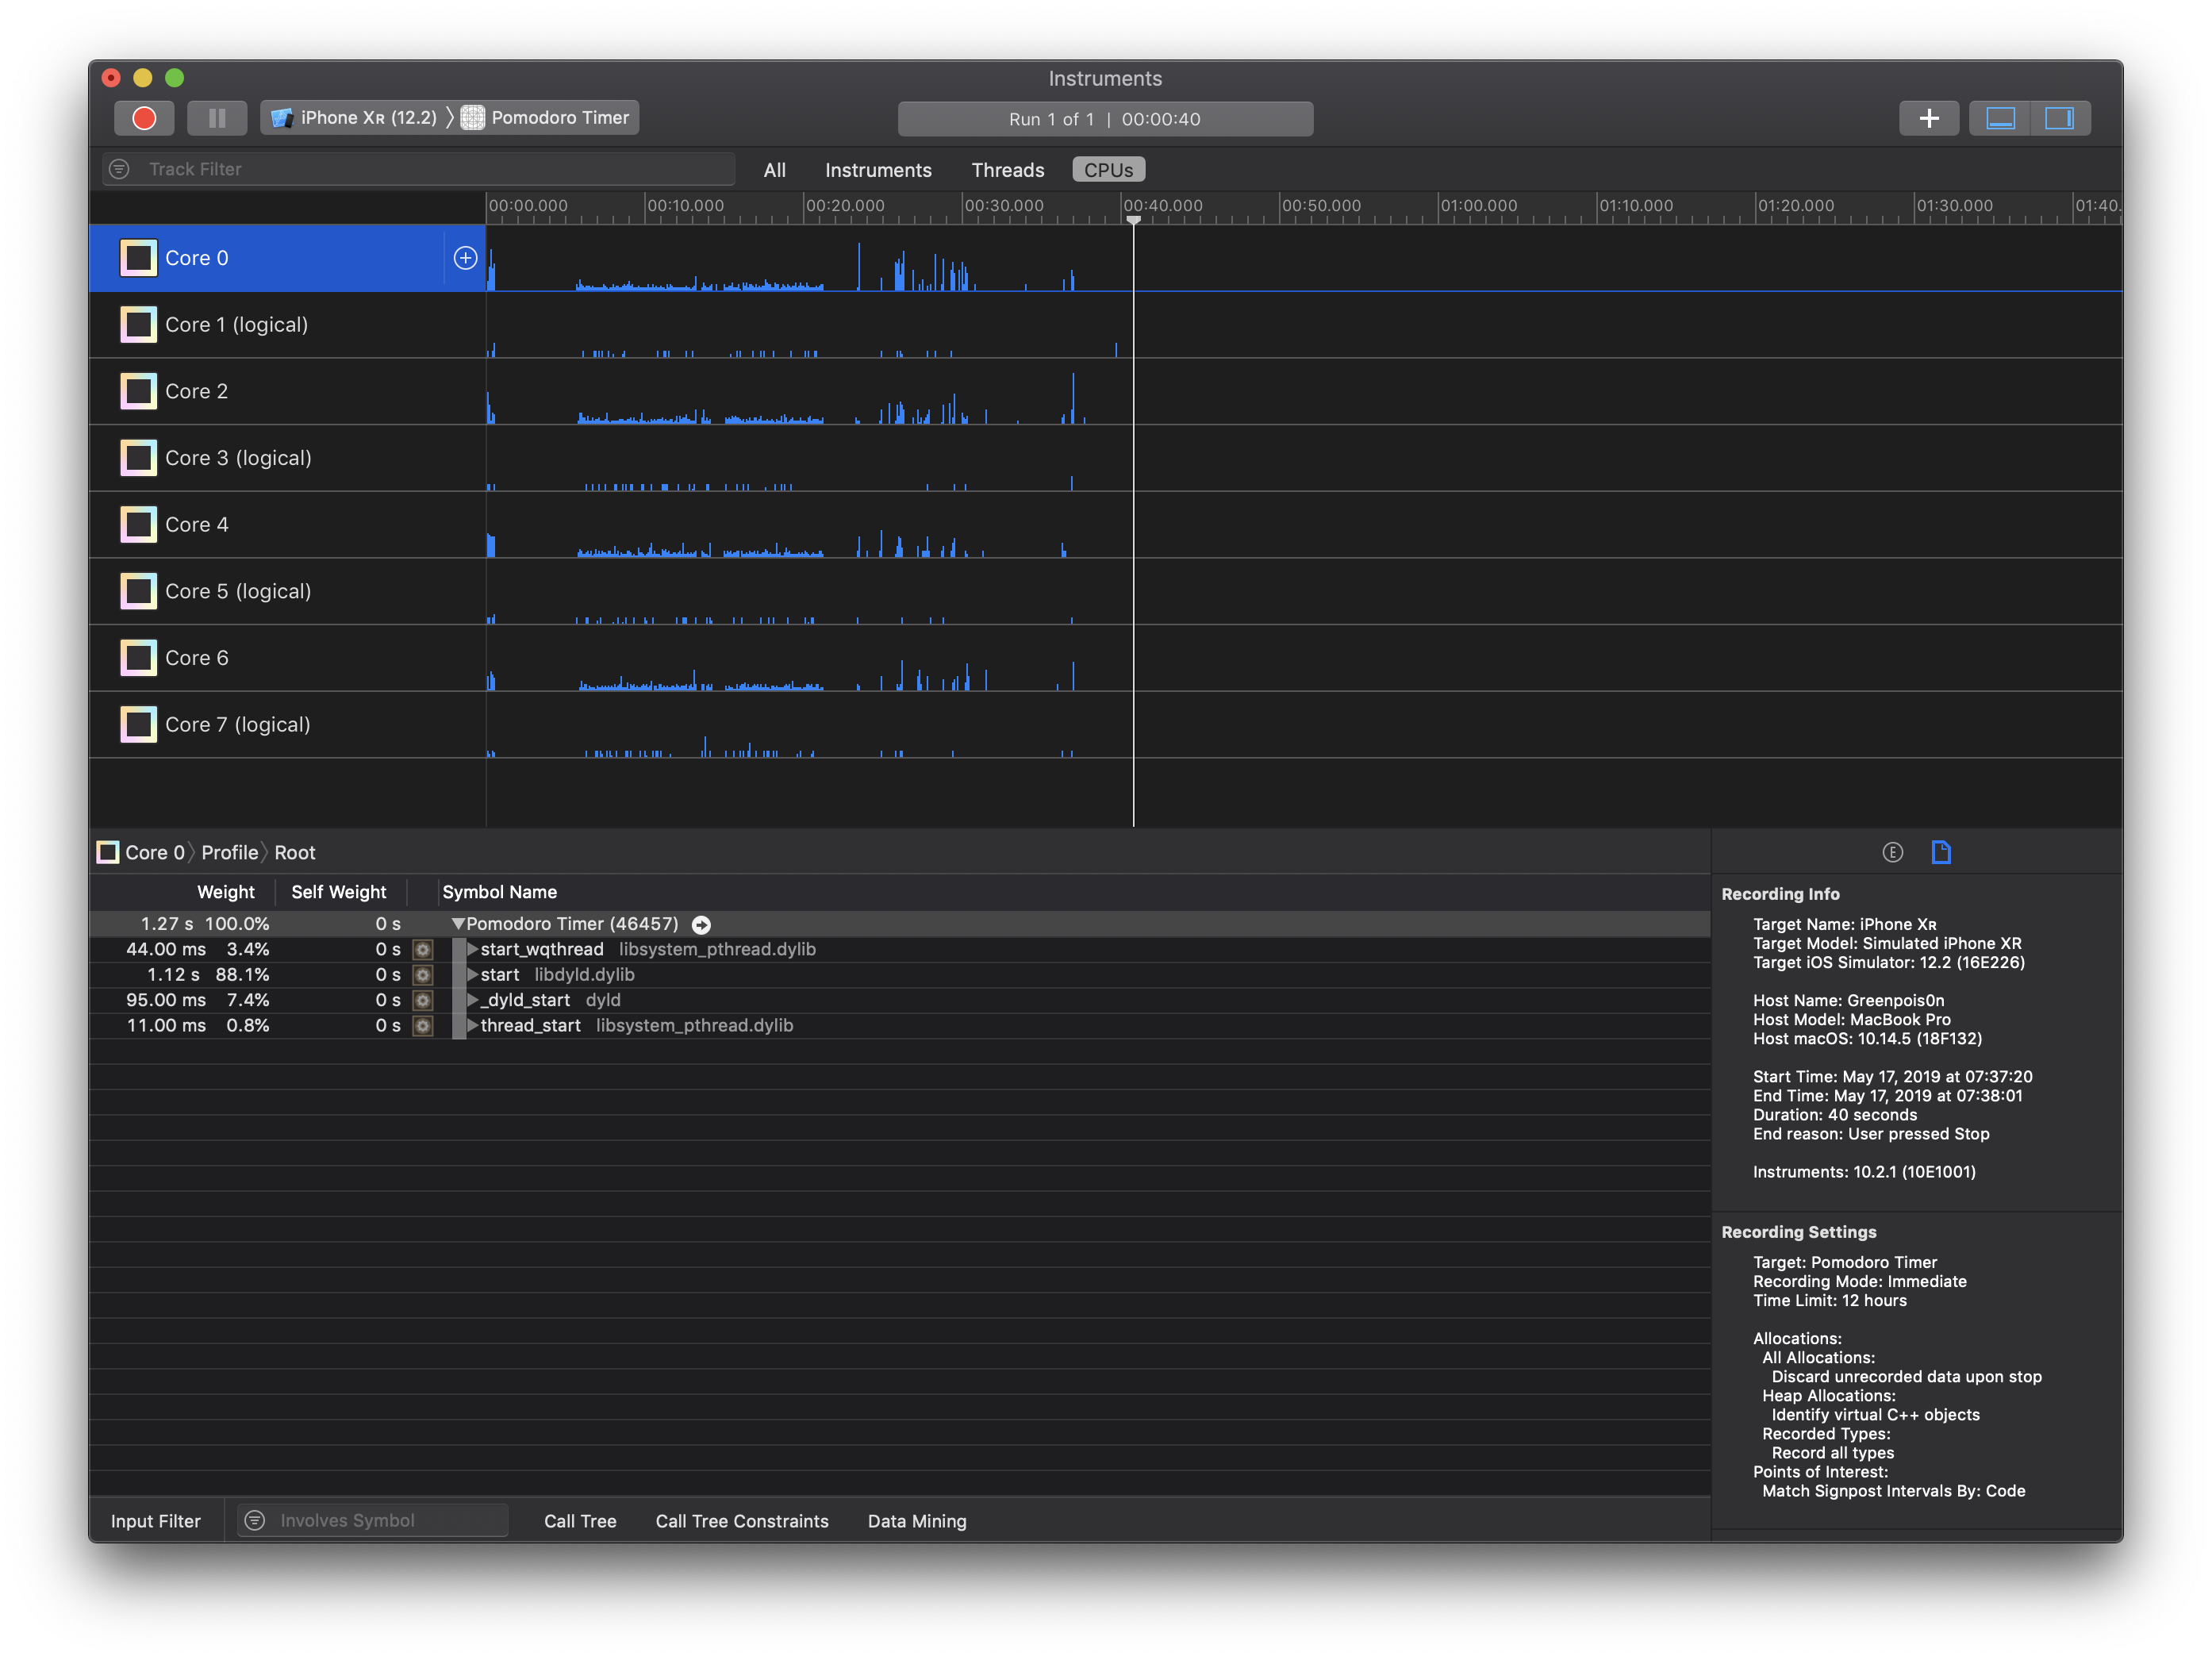 Instruments
iPhone Xʀ (12.2) 〉 Pomodoro Timer
Run 1 of 1 | 00:00:40
Track Filter
All Instruments Threads CPUs
00:00.000 00:10.000 00:20.000 00:30.000 00:40.000 00:50.000 01:00.000 01:10.000 01:20.000 01:30.000 01:40.
Core 0
Core 1 (logical)
Core 2
Core 3 (logical)
Core 4
Core 5 (logical)
Core 6
Core 7 (logical)
Core 0 〉 Profile 〉 Root
Weight Self Weight Symbol Name
1.27 s 100.0% 0 s Pomodoro Timer (46457)
44.00 ms 3.4% 0 s start_wqthread libsystem_pthread.dylib
1.12 s 88.1% 0 s start libdyld.dylib
95.00 ms 7.4% 0 s _dyld_start dyld
11.00 ms 0.8% 0 s thread_start libsystem_pthread.dylib
Input Filter Involves Symbol Call Tree Call Tree Constraints Data Mining
E
Recording Info
Target Name: iPhone Xʀ
Target Model: Simulated iPhone XR
Target iOS Simulator: 12.2 (16E226)
Host Name: Greenpois0n
Host Model: MacBook Pro
Host macOS: 10.14.5 (18F132)
Start Time: May 17, 2019 at 07:37:20
End Time: May 17, 2019 at 07:38:01
Duration: 40 seconds
End reason: User pressed Stop
Instruments: 10.2.1 (10E1001)
Recording Settings
Target: Pomodoro Timer
Recording Mode: Immediate
Time Limit: 12 hours
Allocations:
All Allocations:
Discard unrecorded data upon stop
Heap Allocations:
Identify virtual C++ objects
Recorded Types:
Record all types
Points of Interest:
Match Signpost Intervals By: Code